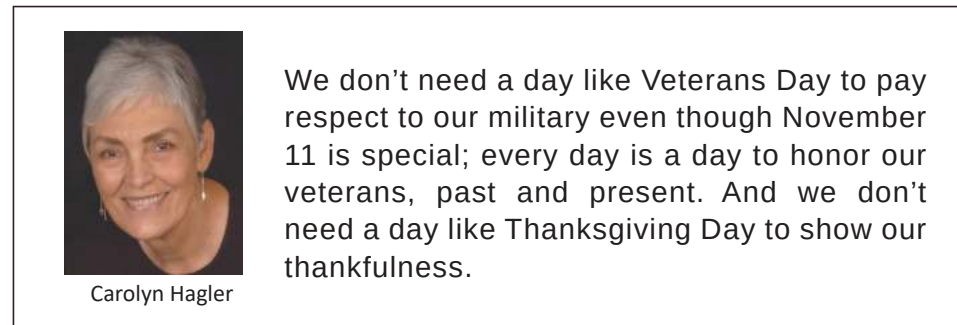 We don’t need a day like Veterans Day to pay
respect to our military even though November
11 is special; every day is a day to honor our
veterans, past and present. And we don’t
need a day like Thanksgiving Day to show our
thankfulness.
Carolyn Hagler